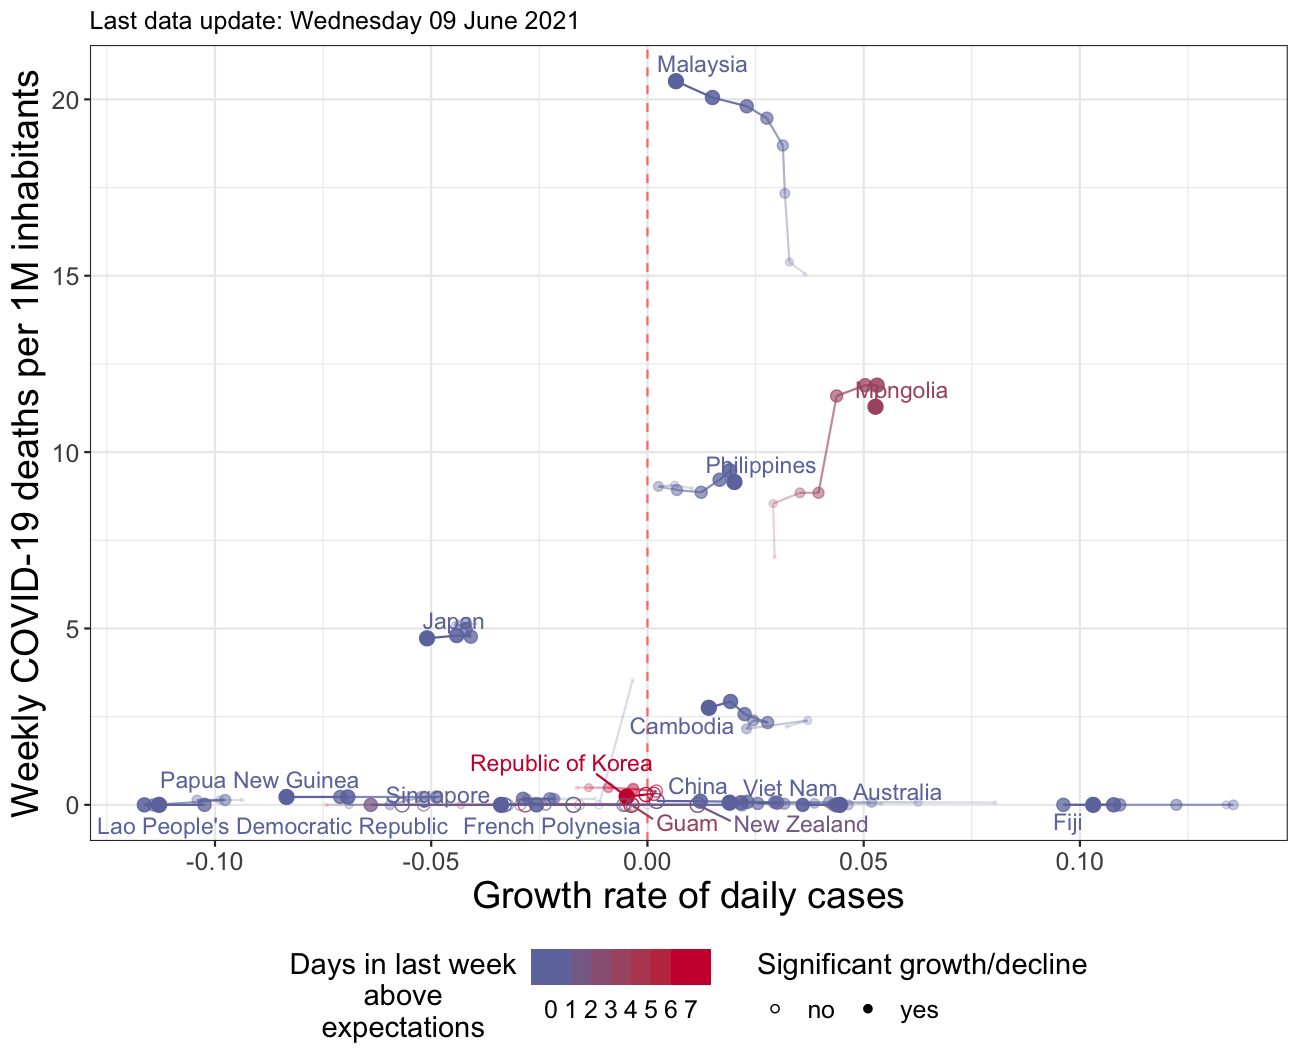 Last data update: Wednesday 09 June 2021
Weekly COVID-19 deaths per 1M inhabitants
20
15
10
5
0
Malaysia
Mongolia
Philippines
Japan
Cambodia
Republic of Korea
Papua New Guinea
Singapore
China
Viet Nam
Australia
Lao People's Democratic Republic
French Polynesia
Guam
New Zealand
Fiji
-0.10
-0.05
0.00
0.05
0.10
Growth rate of daily cases
Days in last week
above
expectations
0 1 2 3 4 5 6 7
Significant growth/decline
no
yes